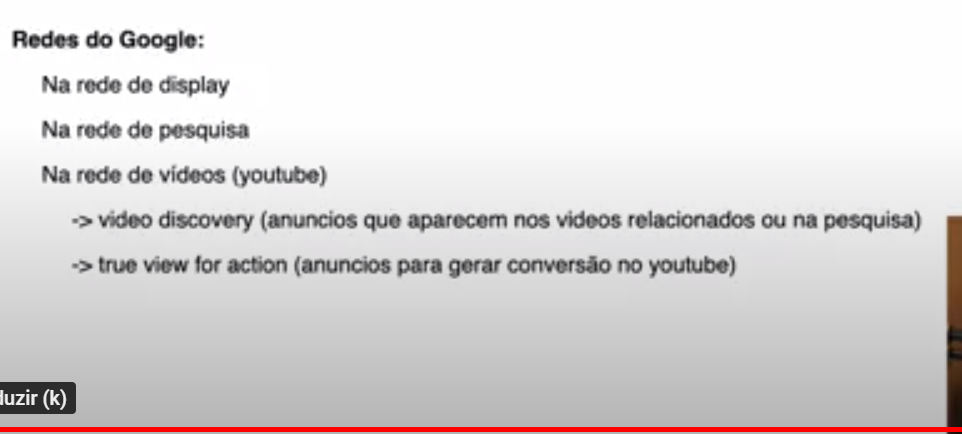 Redes do Google:
Na rede de display
Na rede de pesquisa
Na rede de vídeos (youtube)
-> video discovery (anuncios que aparecem nos videos relacionados ou na pesquisa)
-> true view for action (anuncios para gerar conversão no youtube)
duzir (k)